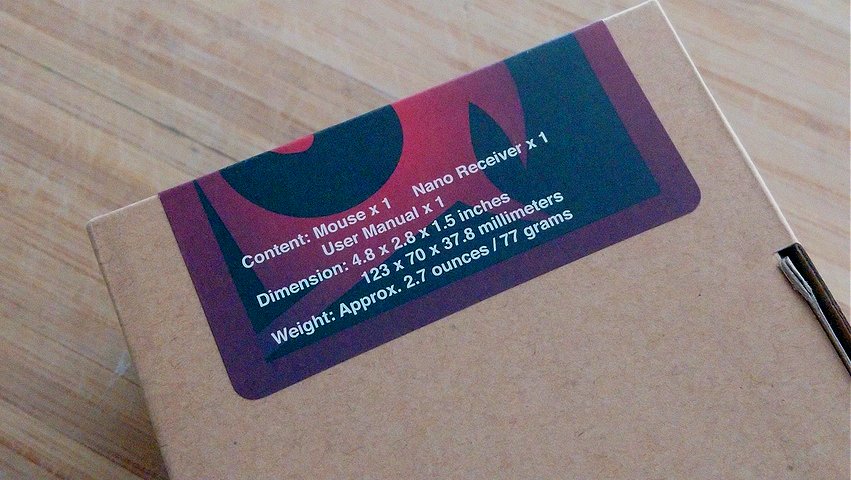 Content: Mouse x 1 Nano Receiver x 1
User Manual x 1
Dimension: 4.8 x 2.8 x 1.5 inches
123 x 70 x 37.8 millimeters
Weight: Approx. 2.7 ounces / 77 grams